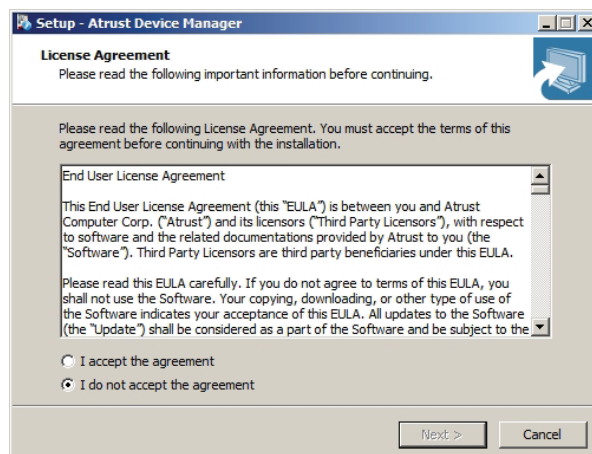 Setup - Atrust Device Manager
License Agreement
Please read the following important information before continuing.
Please read the following License Agreement. You must accept the terms of this
agreement before continuing with the installation.
End User License Agreement
This End User License Agreement (this “EULA”) is between you and Atrust
Computer Corp. (“Atrust”) and its licensors (“Third Party Licensors”), with respect
to software and the related documentations provided by Atrust to you (the
“Software”). Third Party Licensors are third party beneficiaries under this EULA.
Please read this EULA carefully. If you do not agree to terms of this EULA, you
shall not use the Software. Your copying, downloading, or other type of use of
the Software indicates your acceptance of this EULA. All updates to the Software
(the “Update”) shall be considered as a part of the Software and be subject to the
I accept the agreement
I do not accept the agreement
Next >
Cancel